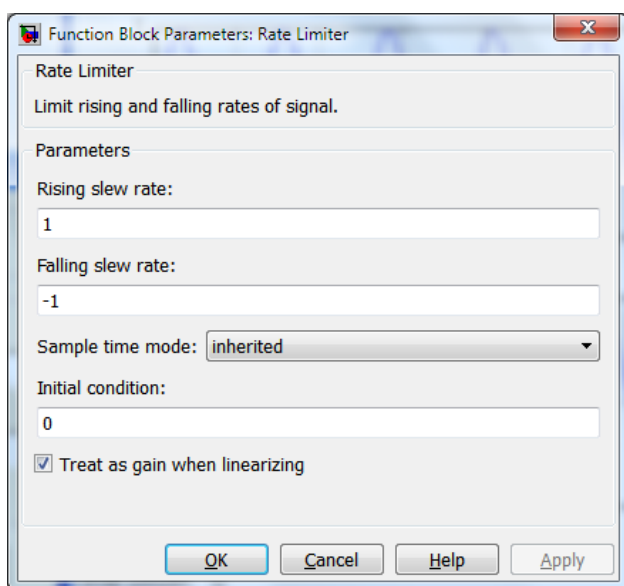 Function Block Parameters: Rate Limiter
Rate Limiter
Limit rising and falling rates of signal.
Parameters
Rising slew rate:
1
Falling slew rate:
-1
Sample time mode: inherited
Initial condition:
0
Treat as gain when linearizing
OK Cancel Help Apply